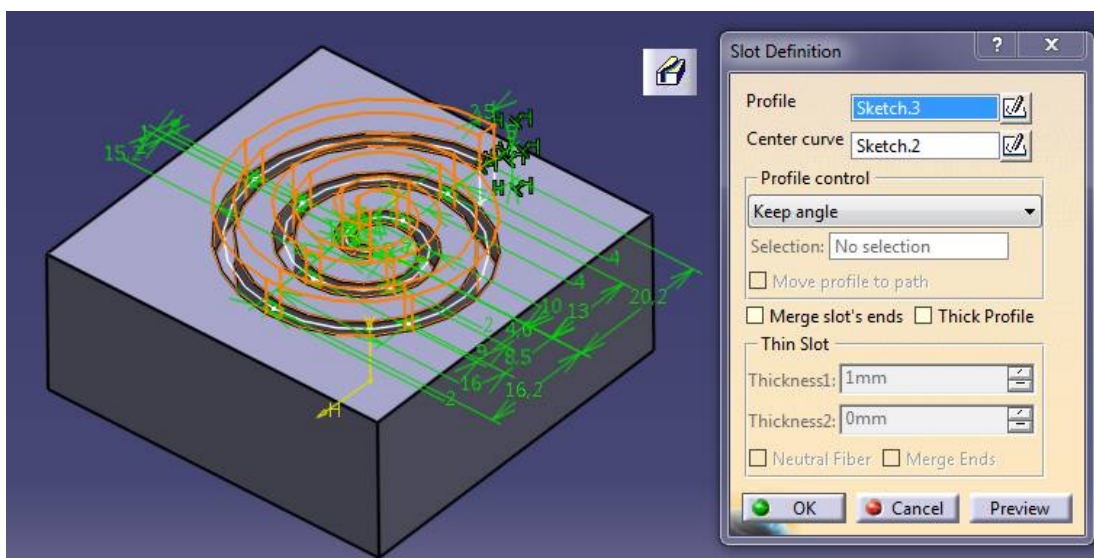 Slot Definition
Profile Sketch.3
Center curve Sketch.2
Profile control
Keep angle
Selection: No selection
Move profile to path
Merge slot's ends Thick Profile
Thin Slot
Thickness1: 1mm
Thickness2: 0mm
Neutral Fiber Merge Ends
OK Cancel Preview
15,2
4
4
20,2
10
13
2
4,6
9
8,5
16
16,2
2
H